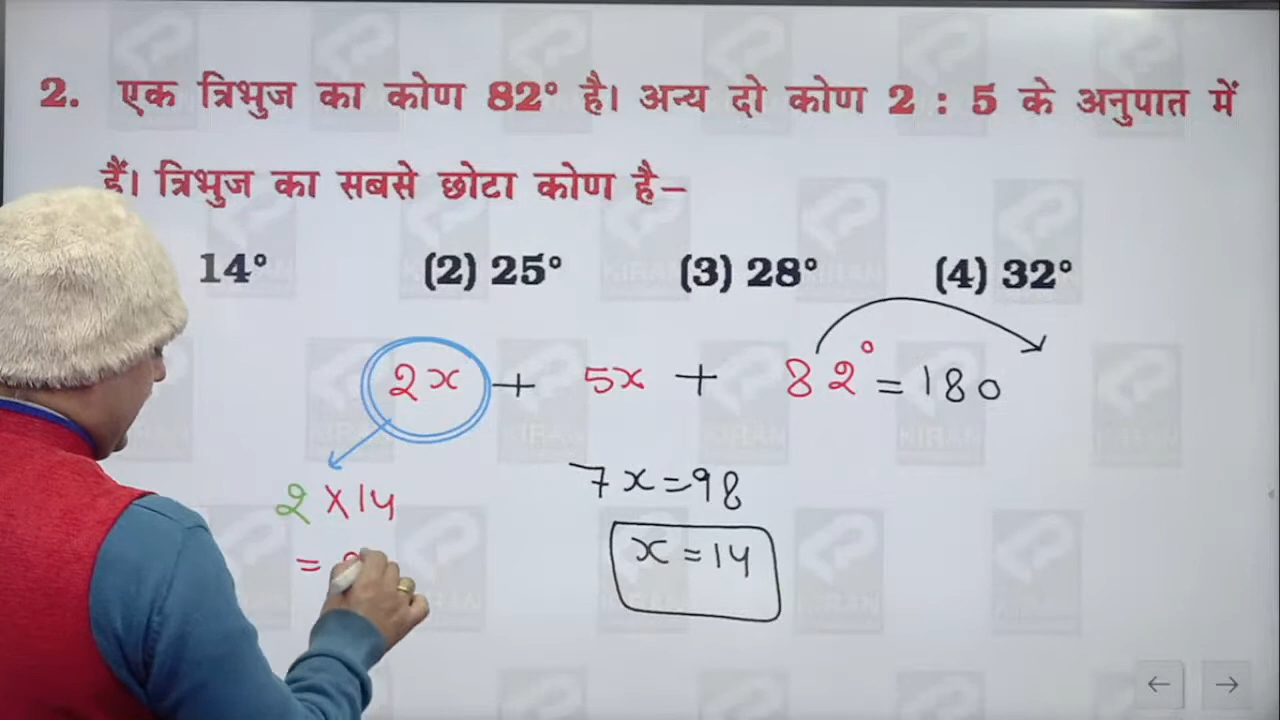 2. एक त्रिभुज का कोण 82° है। अन्य दो कोण 2 : 5 के अनुपात में
हैं। त्रिभुज का सबसे छोटा कोण है–
14° (2) 25° (3) 28° (4) 32°
2x + 5x + 82° = 180
7x = 98
2 × 14
x = 14
=
KIRAN